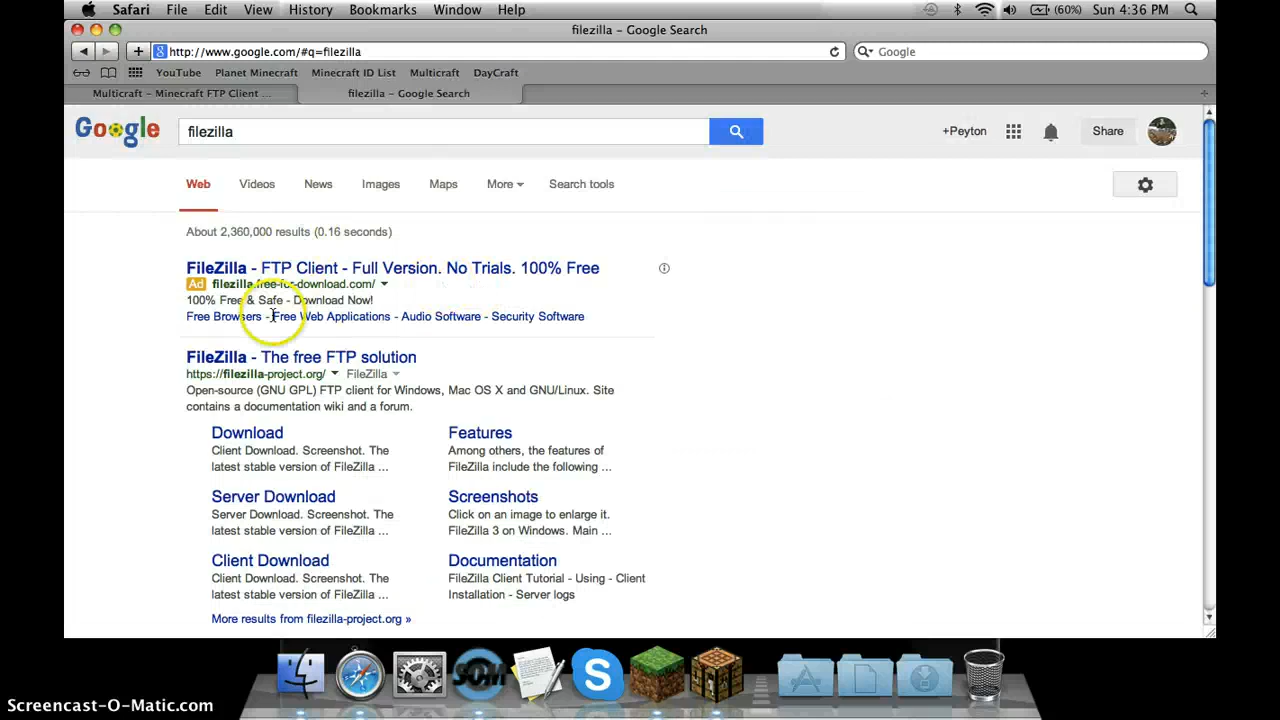 Safari File Edit View History Bookmarks Window Help (60%) Sun 4:36 PM
filezilla – Google Search
http://www.google.com/#q=filezilla Google
YouTube Planet Minecraft Minecraft ID List Multicraft DayCraft
Multicraft – Minecraft FTP Client ... filezilla – Google Search
Google filezilla +Peyton Share
Web Videos News Images Maps More Search tools
About 2,360,000 results (0.16 seconds)
FileZilla - FTP Client - Full Version. No Trials. 100% Free
Ad filezilla.free-for-download.com/
100% Free & Safe - Download Now!
Free Browsers - Free Web Applications - Audio Software - Security Software
FileZilla - The free FTP solution
https://filezilla-project.org/ FileZilla
Open-source (GNU GPL) FTP client for Windows, Mac OS X and GNU/Linux. Site
contains a documentation wiki and a forum.
Download
Client Download. Screenshot. The
latest stable version of FileZilla ...
Features
Among others, the features of
FileZilla include the following ...
Server Download
Server Download. Screenshot. The
latest stable version of FileZilla ...
Screenshots
Click on an image to enlarge it.
FileZilla 3 on Windows. Main ...
Client Download
Client Download. Screenshot. The
latest stable version of FileZilla ...
Documentation
FileZilla Client Tutorial - Using - Client
Installation - Server logs
More results from filezilla-project.org »
SOM
Screencast-O-Matic.com